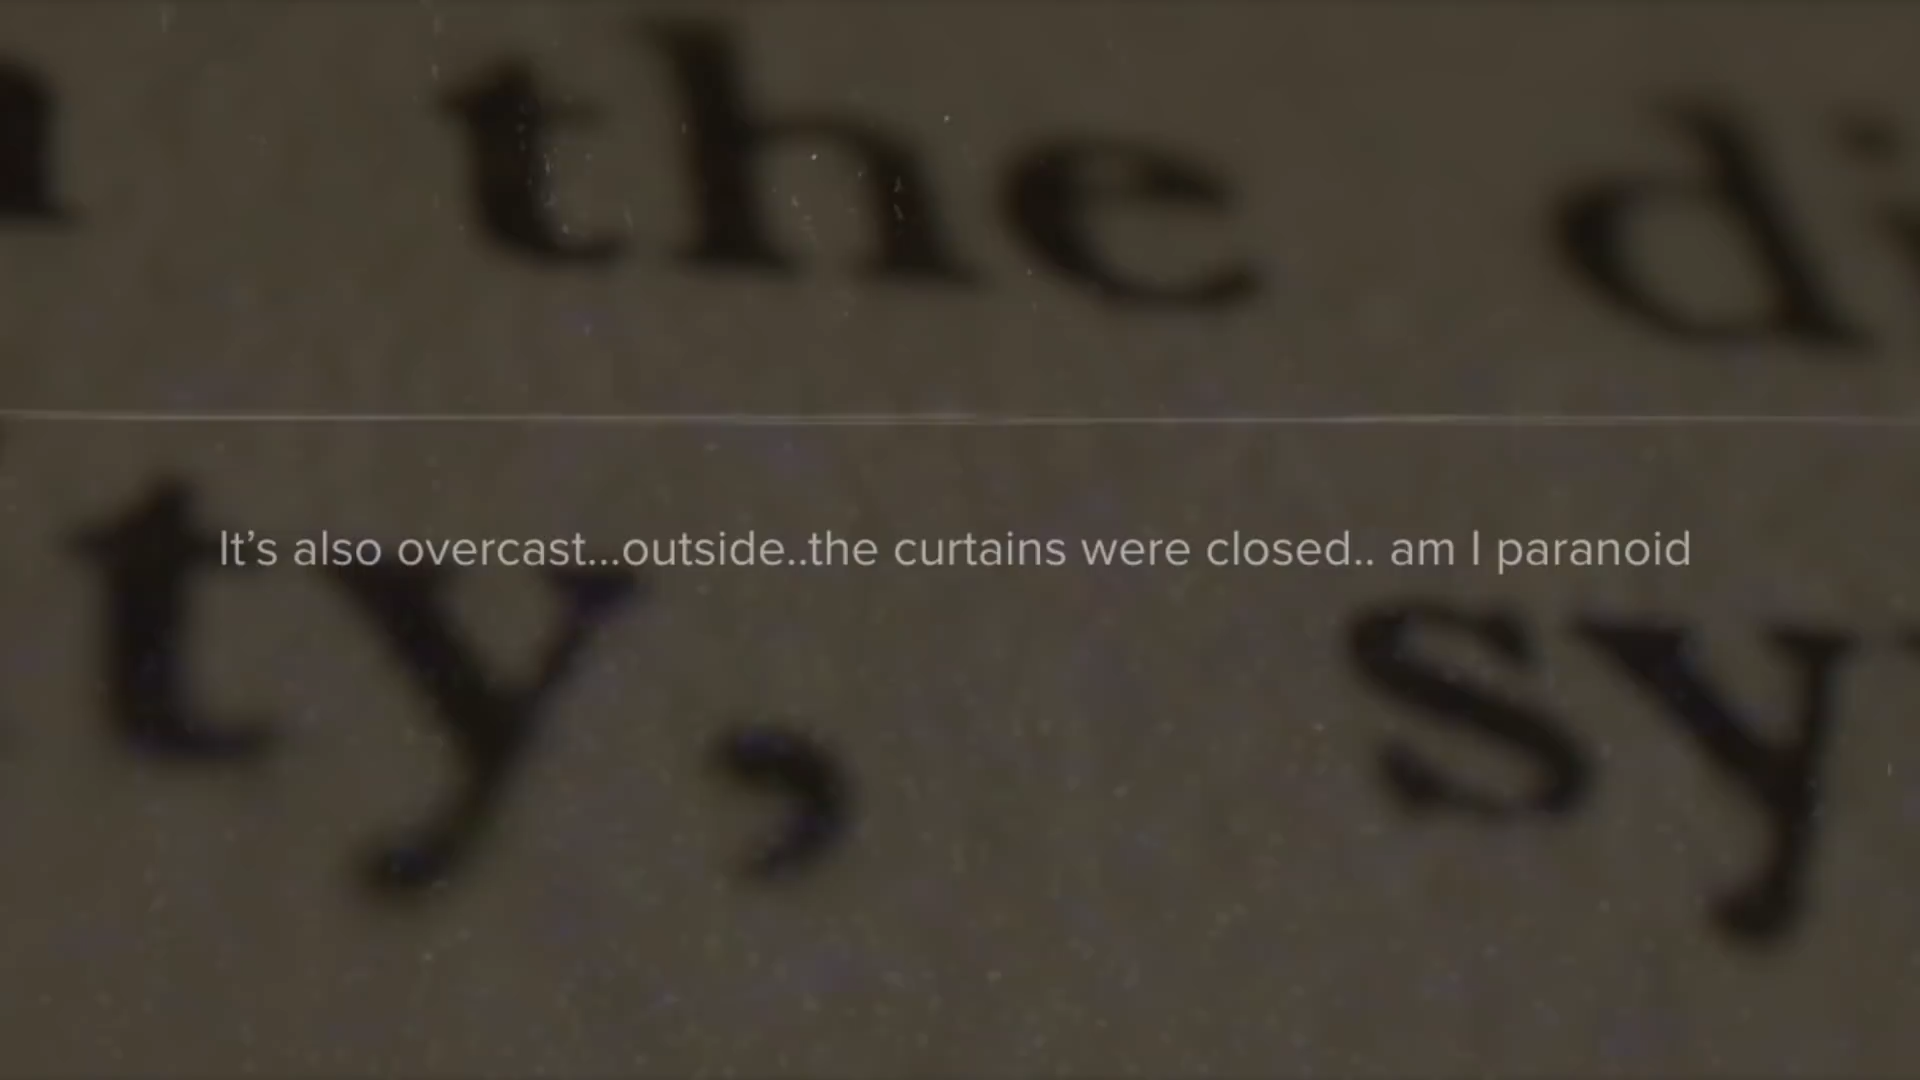 the
It’s also overcast...outside..the curtains were closed.. am I paranoid
ty,